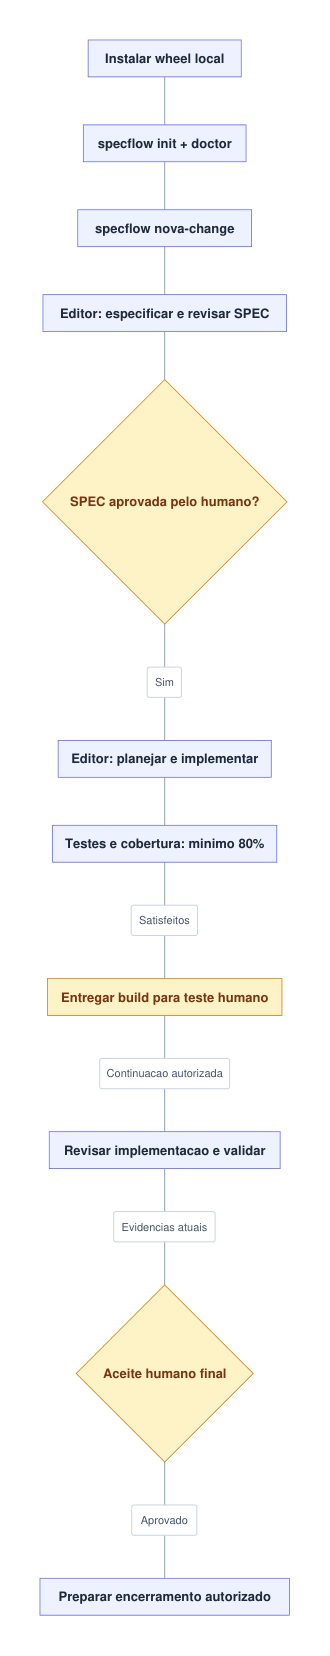 Instalar wheel local
specflow init + doctor
specflow nova-change
Editor: especificar e revisar SPEC
SPEC aprovada pelo humano?
Sim
Editor: planejar e implementar
Testes e cobertura: minimo 80%
Satisfeitos
Entregar build para teste humano
Continuacao autorizada
Revisar implementacao e validar
Evidencias atuais
Aceite humano final
Aprovado
Preparar encerramento autorizado